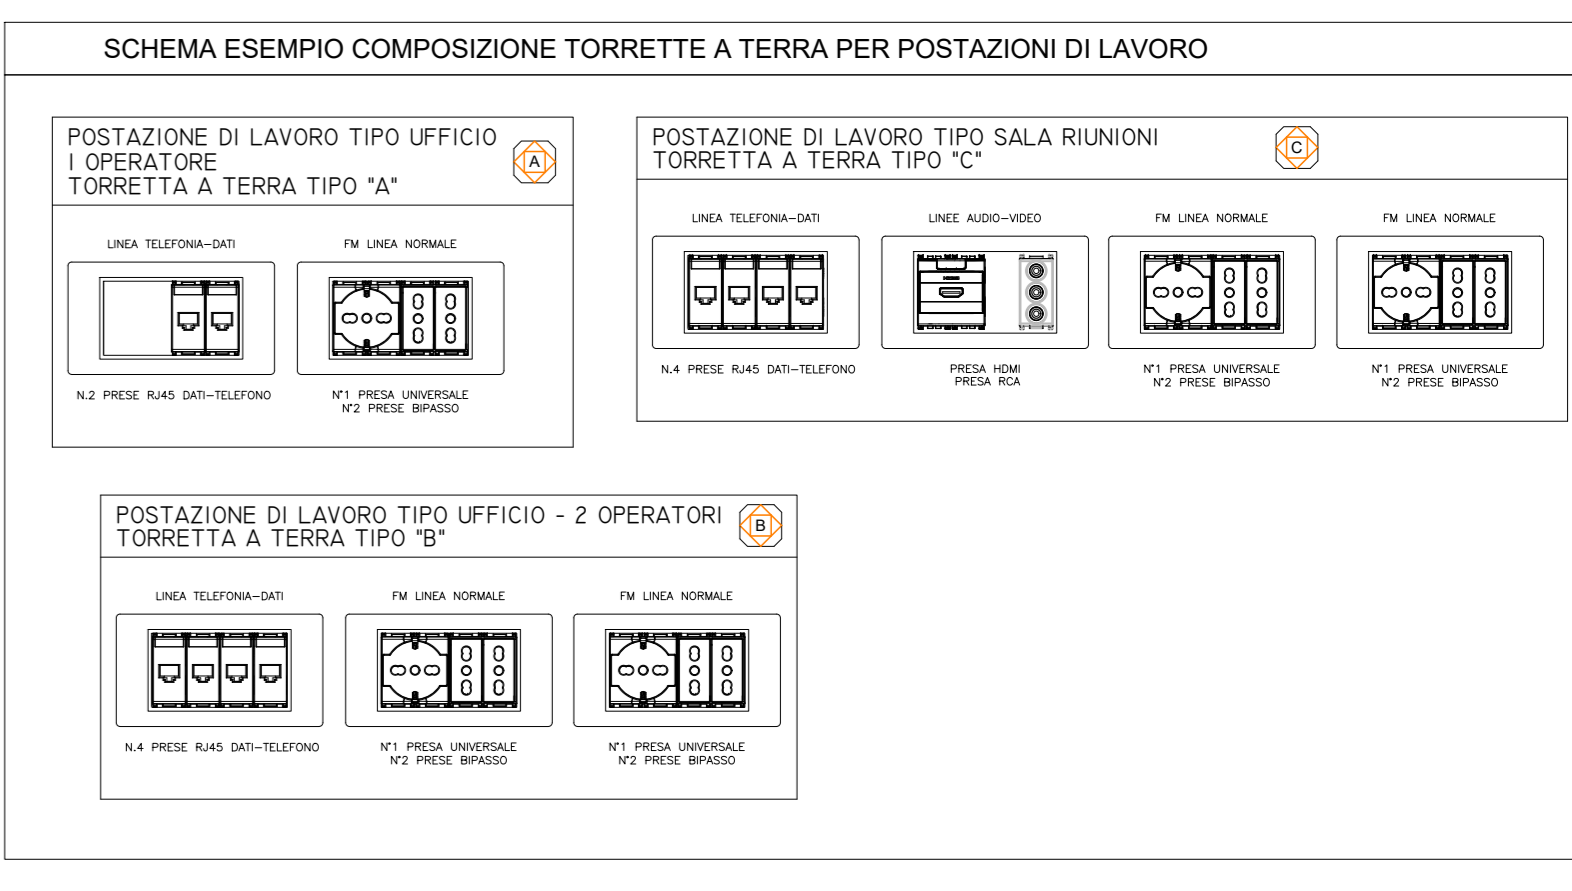 SCHEMA ESEMPIO COMPOSIZIONE TORRETTE A TERRA PER POSTAZIONI DI LAVORO
POSTAZIONE DI LAVORO TIPO UFFICIO
I OPERATORE
TORRETTA A TERRA TIPO "A"
A
LINEA TELEFONIA-DATI
FM LINEA NORMALE
N.2 PRESE RJ45 DATI-TELEFONO
N°1 PRESA UNIVERSALE
N°2 PRESE BIPASSO
POSTAZIONE DI LAVORO TIPO SALA RIUNIONI
TORRETTA A TERRA TIPO "C"
C
LINEA TELEFONIA-DATI
LINEE AUDIO-VIDEO
FM LINEA NORMALE
FM LINEA NORMALE
N.4 PRESE RJ45 DATI-TELEFONO
PRESA HDMI
PRESA RCA
N°1 PRESA UNIVERSALE
N°2 PRESE BIPASSO
N°1 PRESA UNIVERSALE
N°2 PRESE BIPASSO
POSTAZIONE DI LAVORO TIPO UFFICIO - 2 OPERATORI
TORRETTA A TERRA TIPO "B"
B
LINEA TELEFONIA-DATI
FM LINEA NORMALE
FM LINEA NORMALE
N.4 PRESE RJ45 DATI-TELEFONO
N°1 PRESA UNIVERSALE
N°2 PRESE BIPASSO
N°1 PRESA UNIVERSALE
N°2 PRESE BIPASSO